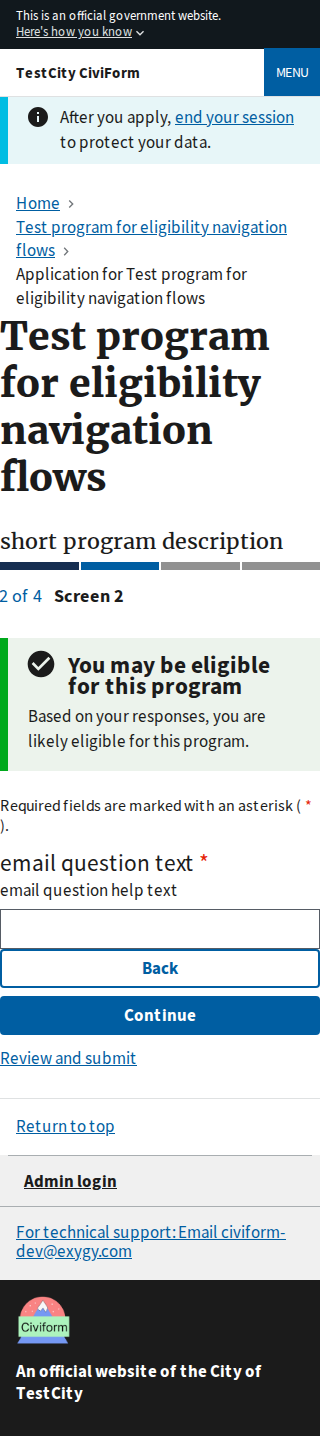 This is an official government website.
Here's how you know
TestCity CiviForm
MENU
After you apply, end your session
to protect your data.
Home
Test program for eligibility navigation
flows
Application for Test program for
eligibility navigation flows
Test program
for eligibility
navigation
flows
short program description
2 of 4 Screen 2
You may be eligible
for this program
Based on your responses, you are
likely eligible for this program.
Required fields are marked with an asterisk ( *
).
email question text *
email question help text
Back
Continue
Review and submit
Return to top
Admin login
For technical support: Email civiform-
dev@exygy.com
Civiform
An official website of the City of
TestCity